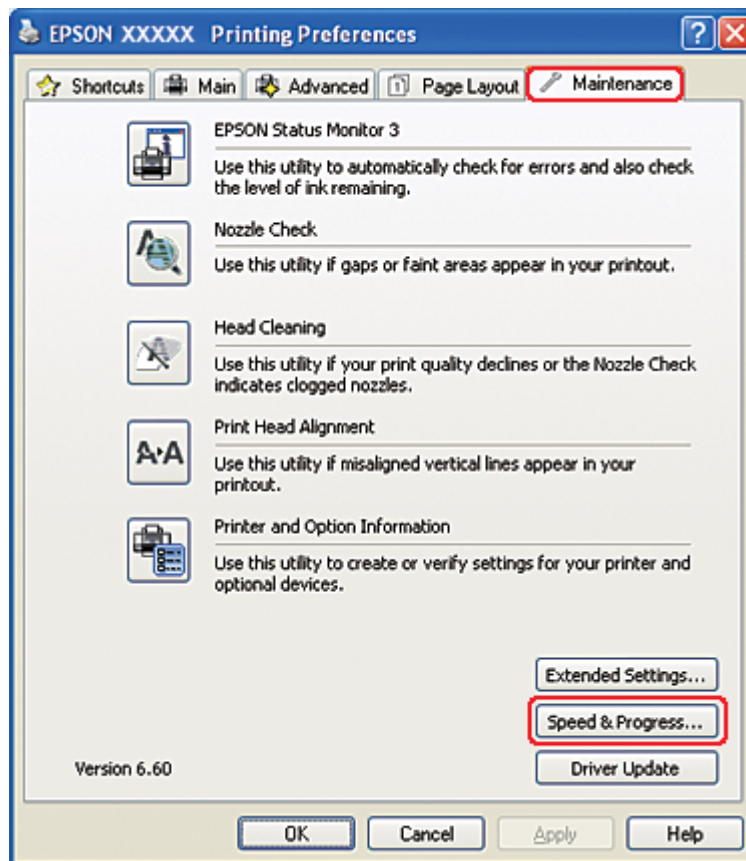 EPSON XXXXX Printing Preferences
Shortcuts Main Advanced Page Layout Maintenance
EPSON Status Monitor 3
Use this utility to automatically check for errors and also check
the level of ink remaining.
Nozzle Check
Use this utility if gaps or faint areas appear in your printout.
Head Cleaning
Use this utility if your print quality declines or the Nozzle Check
indicates clogged nozzles.
Print Head Alignment
A·A
Use this utility if misaligned vertical lines appear in your
printout.
Printer and Option Information
Use this utility to create or verify settings for your printer and
optional devices.
Extended Settings...
Speed & Progress...
Version 6.60
Driver Update
OK Cancel Apply Help